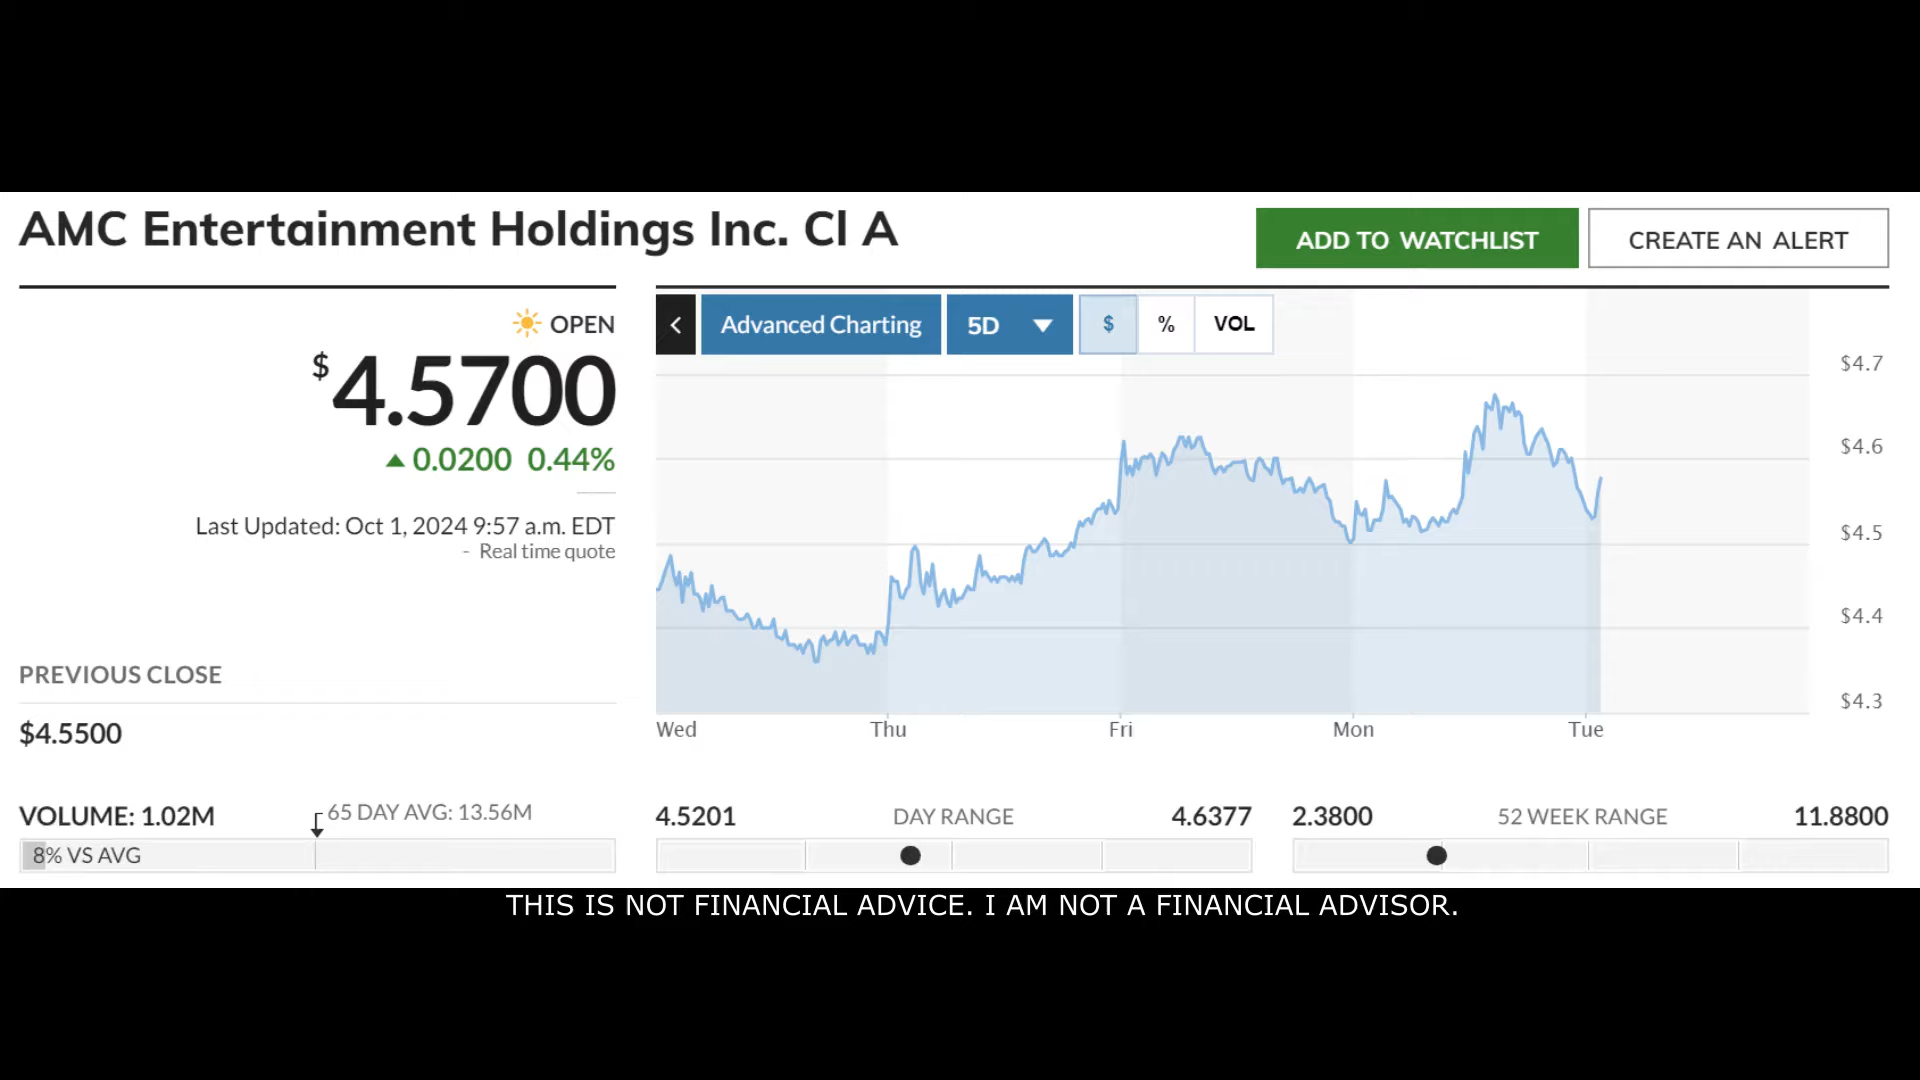 AMC Entertainment Holdings Inc. Cl A
ADD TO WATCHLIST
CREATE AN ALERT
OPEN
$4.5700
0.0200 0.44%
Last Updated: Oct 1, 2024 9:57 a.m. EDT
- Real time quote
PREVIOUS CLOSE
$4.5500
VOLUME: 1.02M
65 DAY AVG: 13.56M
8% VS AVG
< Advanced Charting 5D $ % VOL
$4.7
$4.6
$4.5
$4.4
$4.3
Wed Thu Fri Mon Tue
4.5201 DAY RANGE 4.6377
2.3800 52 WEEK RANGE 11.8800
THIS IS NOT FINANCIAL ADVICE. I AM NOT A FINANCIAL ADVISOR.